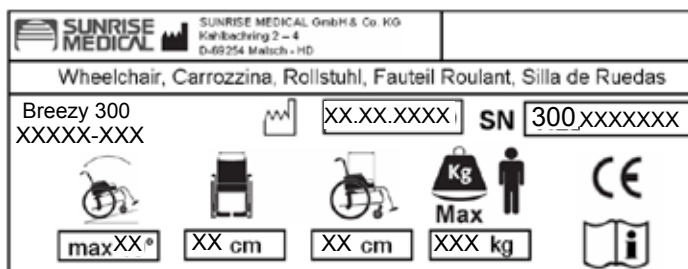 SUNRISE
MEDICAL
SUNRISE MEDICAL GmbH & Co. KG
Kahlbachring 2 – 4
D-69254 Malsch - HD
Wheelchair, Carrozzina, Rollstuhl, Fauteil Roulant, Silla de Ruedas
Breezy 300
XXXXX-XXX
XX.XX.XXXX
SN 300XXXXXXX
Kg
Max
CE
maxXX°
XX cm
XX cm
XXX kg
i